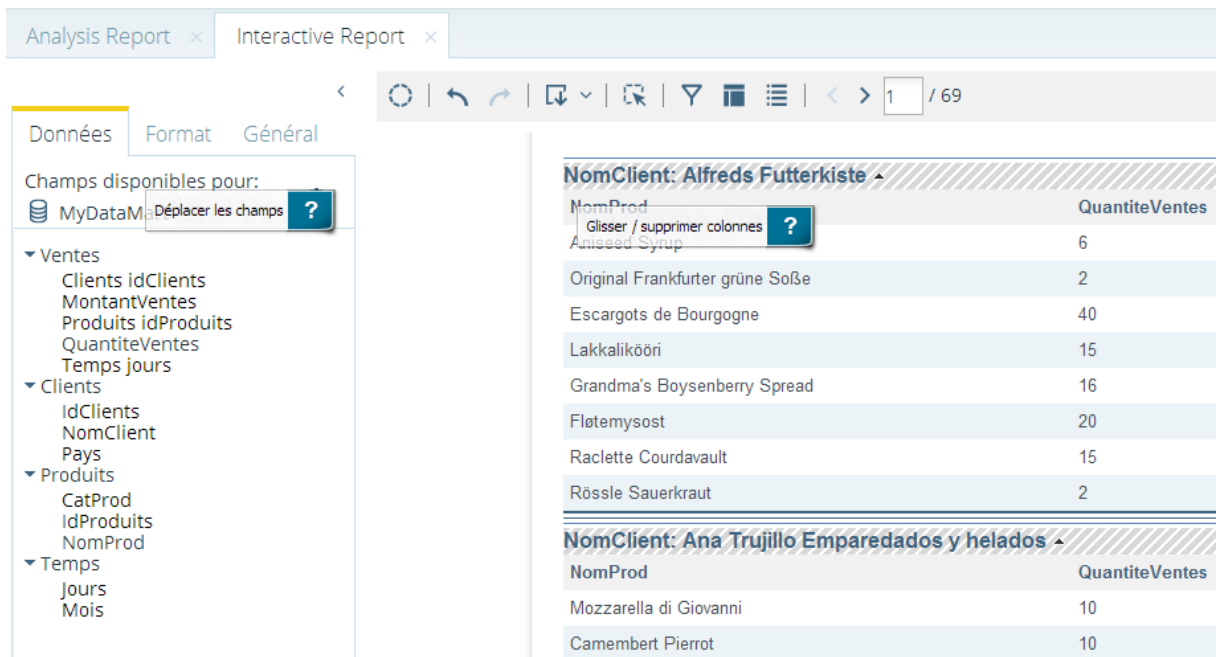 Analysis Report × Interactive Report ×
1 / 69
Données Format Général
Champs disponibles pour:
MyDataMa
Déplacer les champs ?
Ventes
Clients idClients
MontantVentes
Produits idProduits
QuantiteVentes
Temps jours
Clients
IdClients
NomClient
Pays
Produits
CatProd
IdProduits
NomProd
Temps
Jours
Mois
NomClient: Alfreds Futterkiste
NomProd QuantiteVentes
Glisser / supprimer colonnes ?
Aniseed Syrup 6
Original Frankfurter grüne Soße 2
Escargots de Bourgogne 40
Lakkalikööri 15
Grandma's Boysenberry Spread 16
Fløtemysost 20
Raclette Courdavault 15
Rössle Sauerkraut 2
NomClient: Ana Trujillo Emparedados y helados
NomProd QuantiteVentes
Mozzarella di Giovanni 10
Camembert Pierrot 10